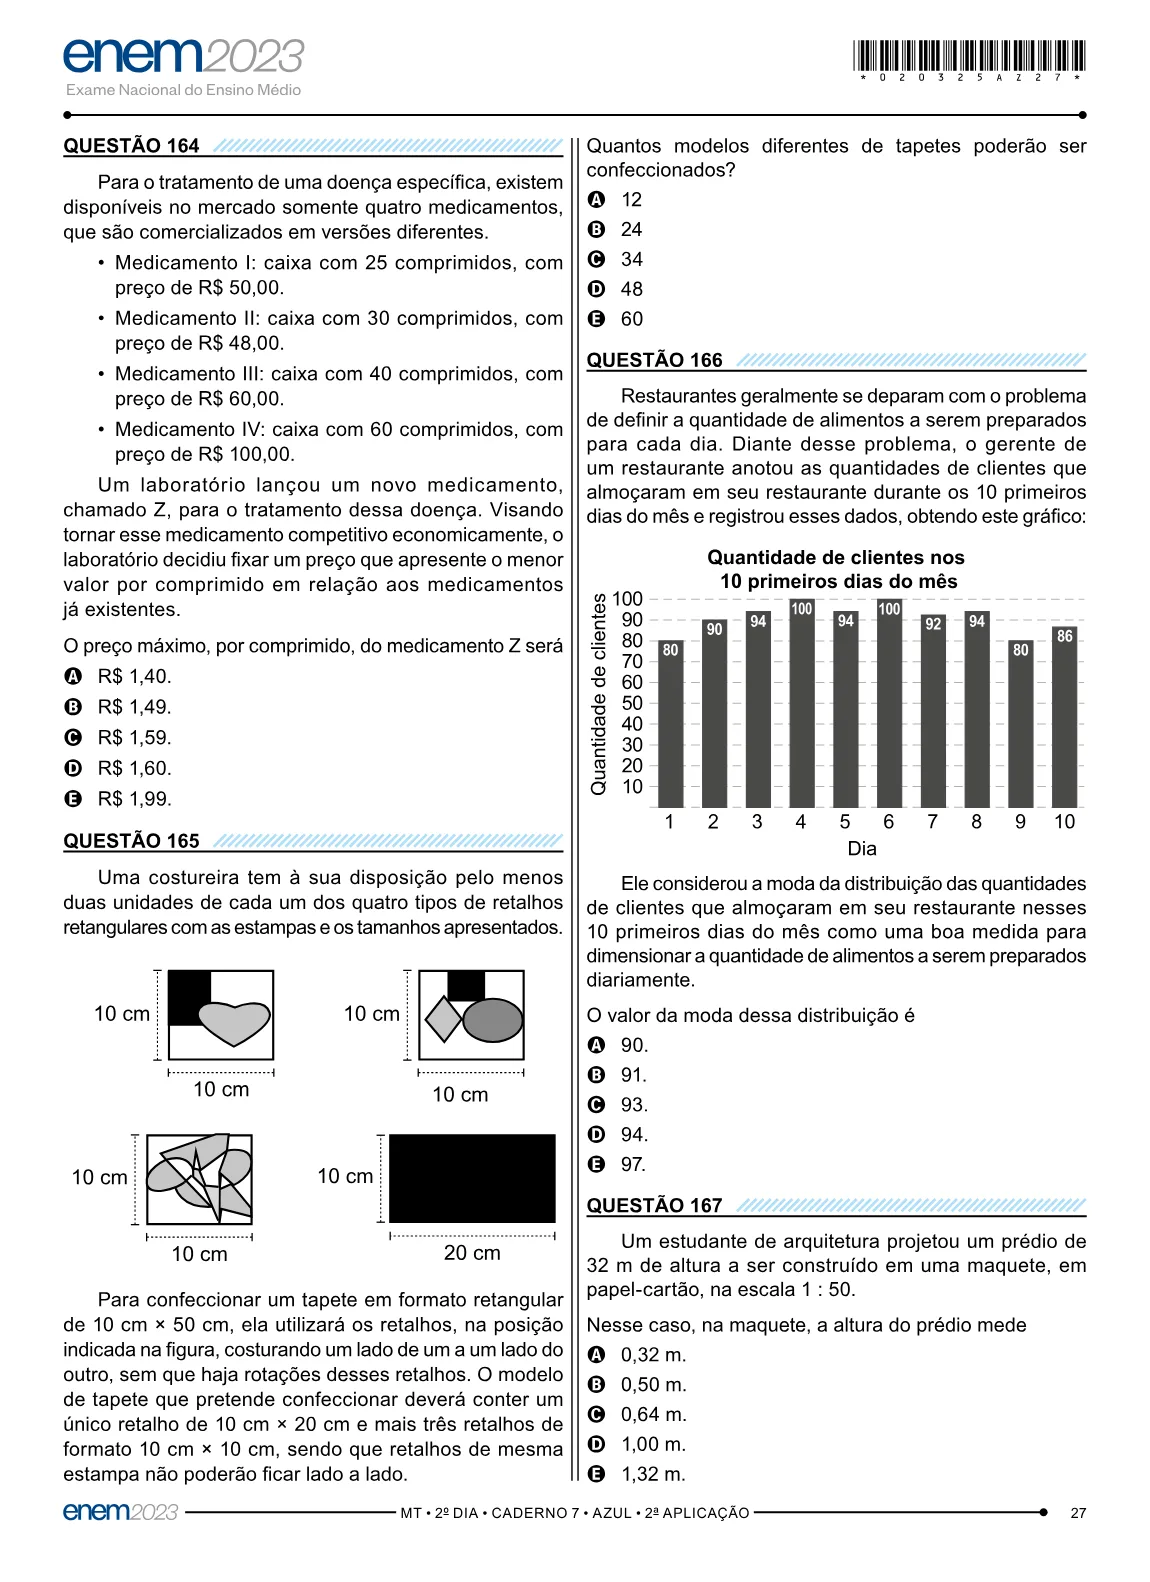 enem2023
Exame Nacional do Ensino Médio
*020325AZ27*
QUESTÃO 164
Para o tratamento de uma doença específica, existem
disponíveis no mercado somente quatro medicamentos,
que são comercializados em versões diferentes.
• Medicamento I: caixa com 25 comprimidos, com
preço de R$ 50,00.
• Medicamento II: caixa com 30 comprimidos, com
preço de R$ 48,00.
• Medicamento III: caixa com 40 comprimidos, com
preço de R$ 60,00.
• Medicamento IV: caixa com 60 comprimidos, com
preço de R$ 100,00.
Um laboratório lançou um novo medicamento,
chamado Z, para o tratamento dessa doença. Visando
tornar esse medicamento competitivo economicamente, o
laboratório decidiu fixar um preço que apresente o menor
valor por comprimido em relação aos medicamentos
já existentes.
O preço máximo, por comprimido, do medicamento Z será
A R$ 1,40.
B R$ 1,49.
C R$ 1,59.
D R$ 1,60.
E R$ 1,99.
QUESTÃO 165
Uma costureira tem à sua disposição pelo menos
duas unidades de cada um dos quatro tipos de retalhos
retangulares com as estampas e os tamanhos apresentados.
10 cm
10 cm
10 cm
10 cm
10 cm
10 cm
10 cm
20 cm
Para confeccionar um tapete em formato retangular
de 10 cm × 50 cm, ela utilizará os retalhos, na posição
indicada na figura, costurando um lado de um a um lado do
outro, sem que haja rotações desses retalhos. O modelo
de tapete que pretende confeccionar deverá conter um
único retalho de 10 cm × 20 cm e mais três retalhos de
formato 10 cm × 10 cm, sendo que retalhos de mesma
estampa não poderão ficar lado a lado.
Quantos modelos diferentes de tapetes poderão ser
confeccionados?
A 12
B 24
C 34
D 48
E 60
QUESTÃO 166
Restaurantes geralmente se deparam com o problema
de definir a quantidade de alimentos a serem preparados
para cada dia. Diante desse problema, o gerente de
um restaurante anotou as quantidades de clientes que
almoçaram em seu restaurante durante os 10 primeiros
dias do mês e registrou esses dados, obtendo este gráfico:
Quantidade de clientes nos
10 primeiros dias do mês
Quantidade de clientes
100
90
80
70
60
50
40
30
20
10
80 90 94 100 94 100 92 94 80 86
1 2 3 4 5 6 7 8 9 10
Dia
Ele considerou a moda da distribuição das quantidades
de clientes que almoçaram em seu restaurante nesses
10 primeiros dias do mês como uma boa medida para
dimensionar a quantidade de alimentos a serem preparados
diariamente.
O valor da moda dessa distribuição é
A 90.
B 91.
C 93.
D 94.
E 97.
QUESTÃO 167
Um estudante de arquitetura projetou um prédio de
32 m de altura a ser construído em uma maquete, em
papel-cartão, na escala 1 : 50.
Nesse caso, na maquete, a altura do prédio mede
A 0,32 m.
B 0,50 m.
C 0,64 m.
D 1,00 m.
E 1,32 m.
enem2023 MT • 2º DIA • CADERNO 7 • AZUL • 2ª APLICAÇÃO 27